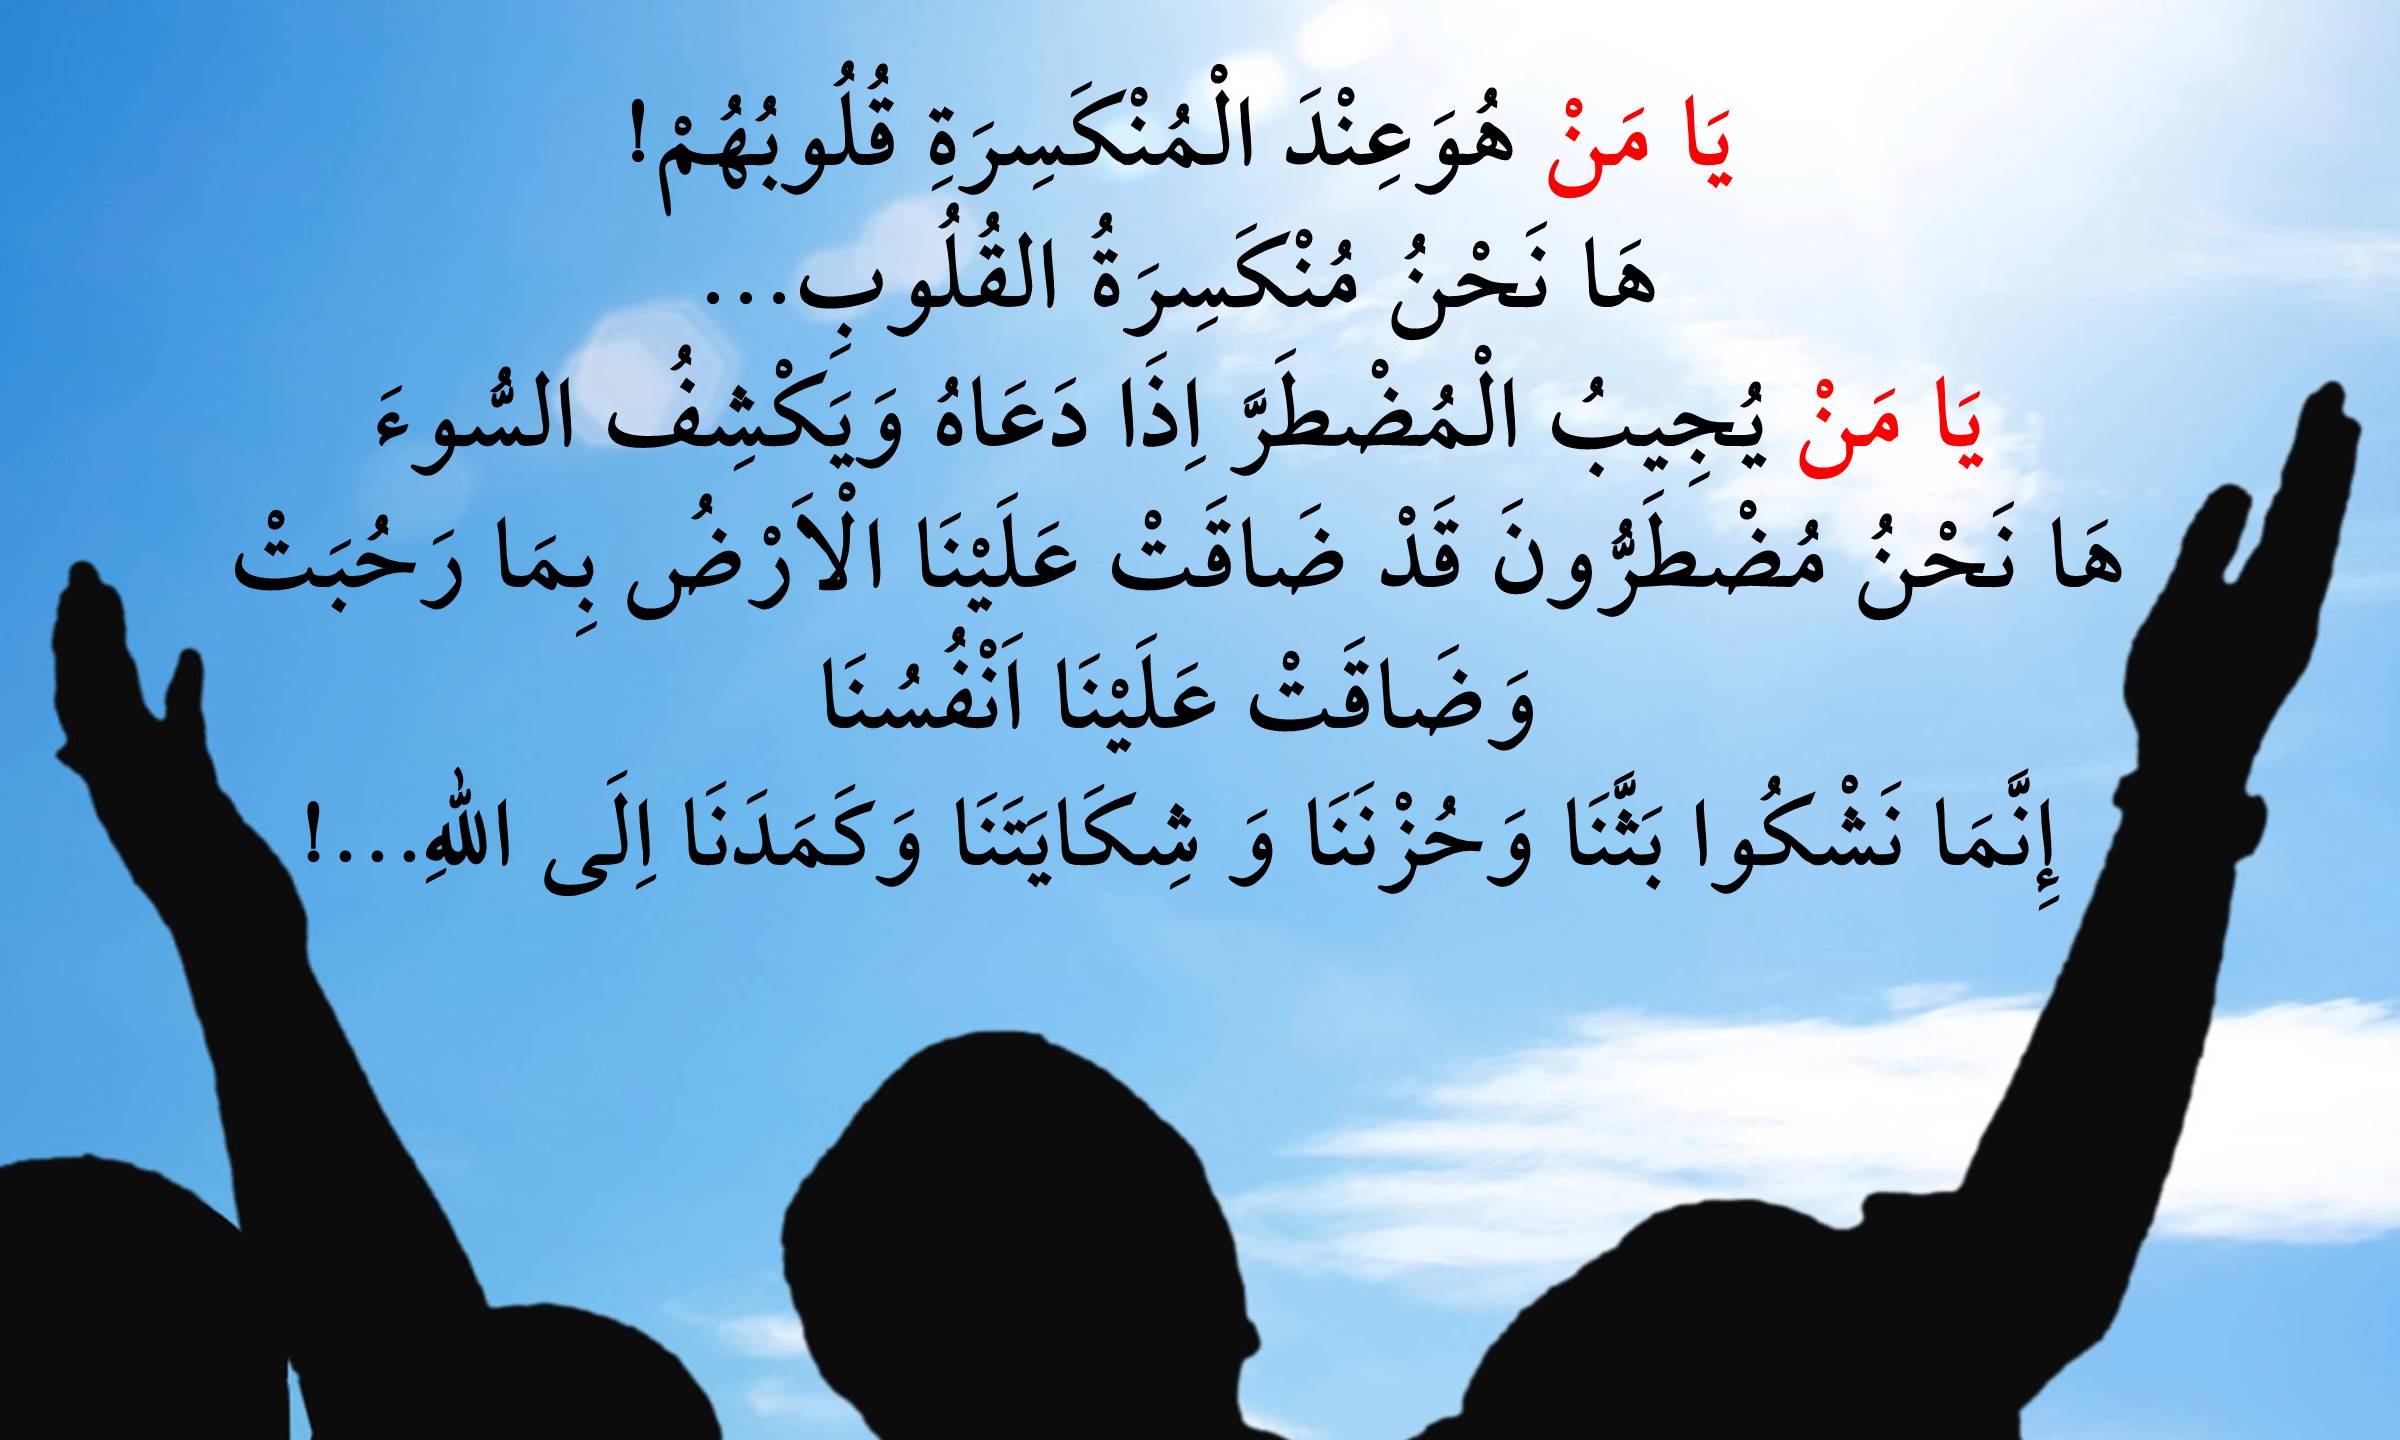 يَا مَنْ هُوَ عِنْدَ الْمُنْكَسِرَةِ قُلُوبُهُمْ!
هَا نَحْنُ مُنْكَسِرَةُ القُلُوبِ...
يَا مَنْ يُجِيبُ الْمُضْطَرَّ اِذَا دَعَاهُ وَيَكْشِفُ السُّوءَ
هَا نَحْنُ مُضْطَرُّونَ قَدْ ضَاقَتْ عَلَيْنَا الْاَرْضُ بِمَا رَحُبَتْ
وَضَاقَتْ عَلَيْنَا اَنْفُسُنَا
إِنَّمَا نَشْكُوا بَثَّنَا وَحُزْنَنَا وَ شِكَايَتَنَا وَكَمَدَنَا اِلَى اللهِ...!